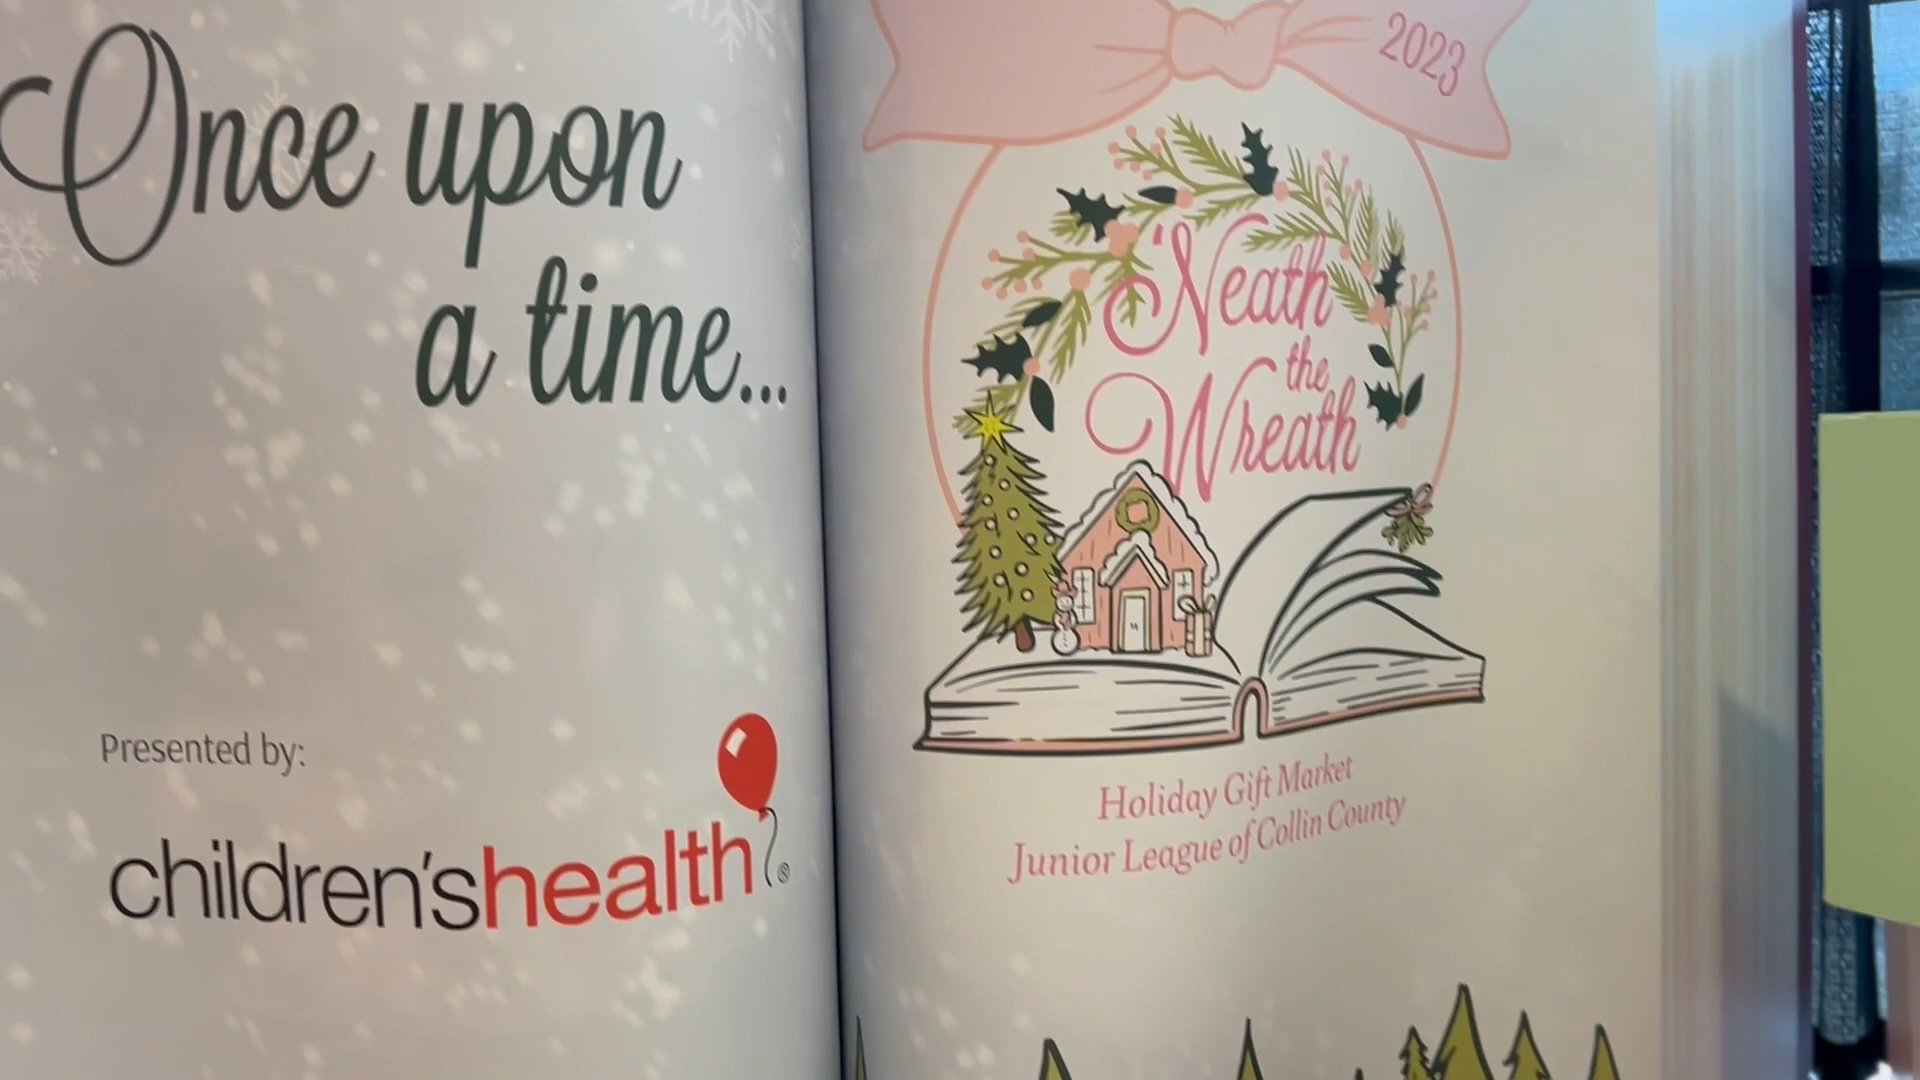 Once upon
a time...
Presented by:
children'shealth®
2023
'Neath
the
Wreath
Holiday Gift Market
Junior League of Collin County